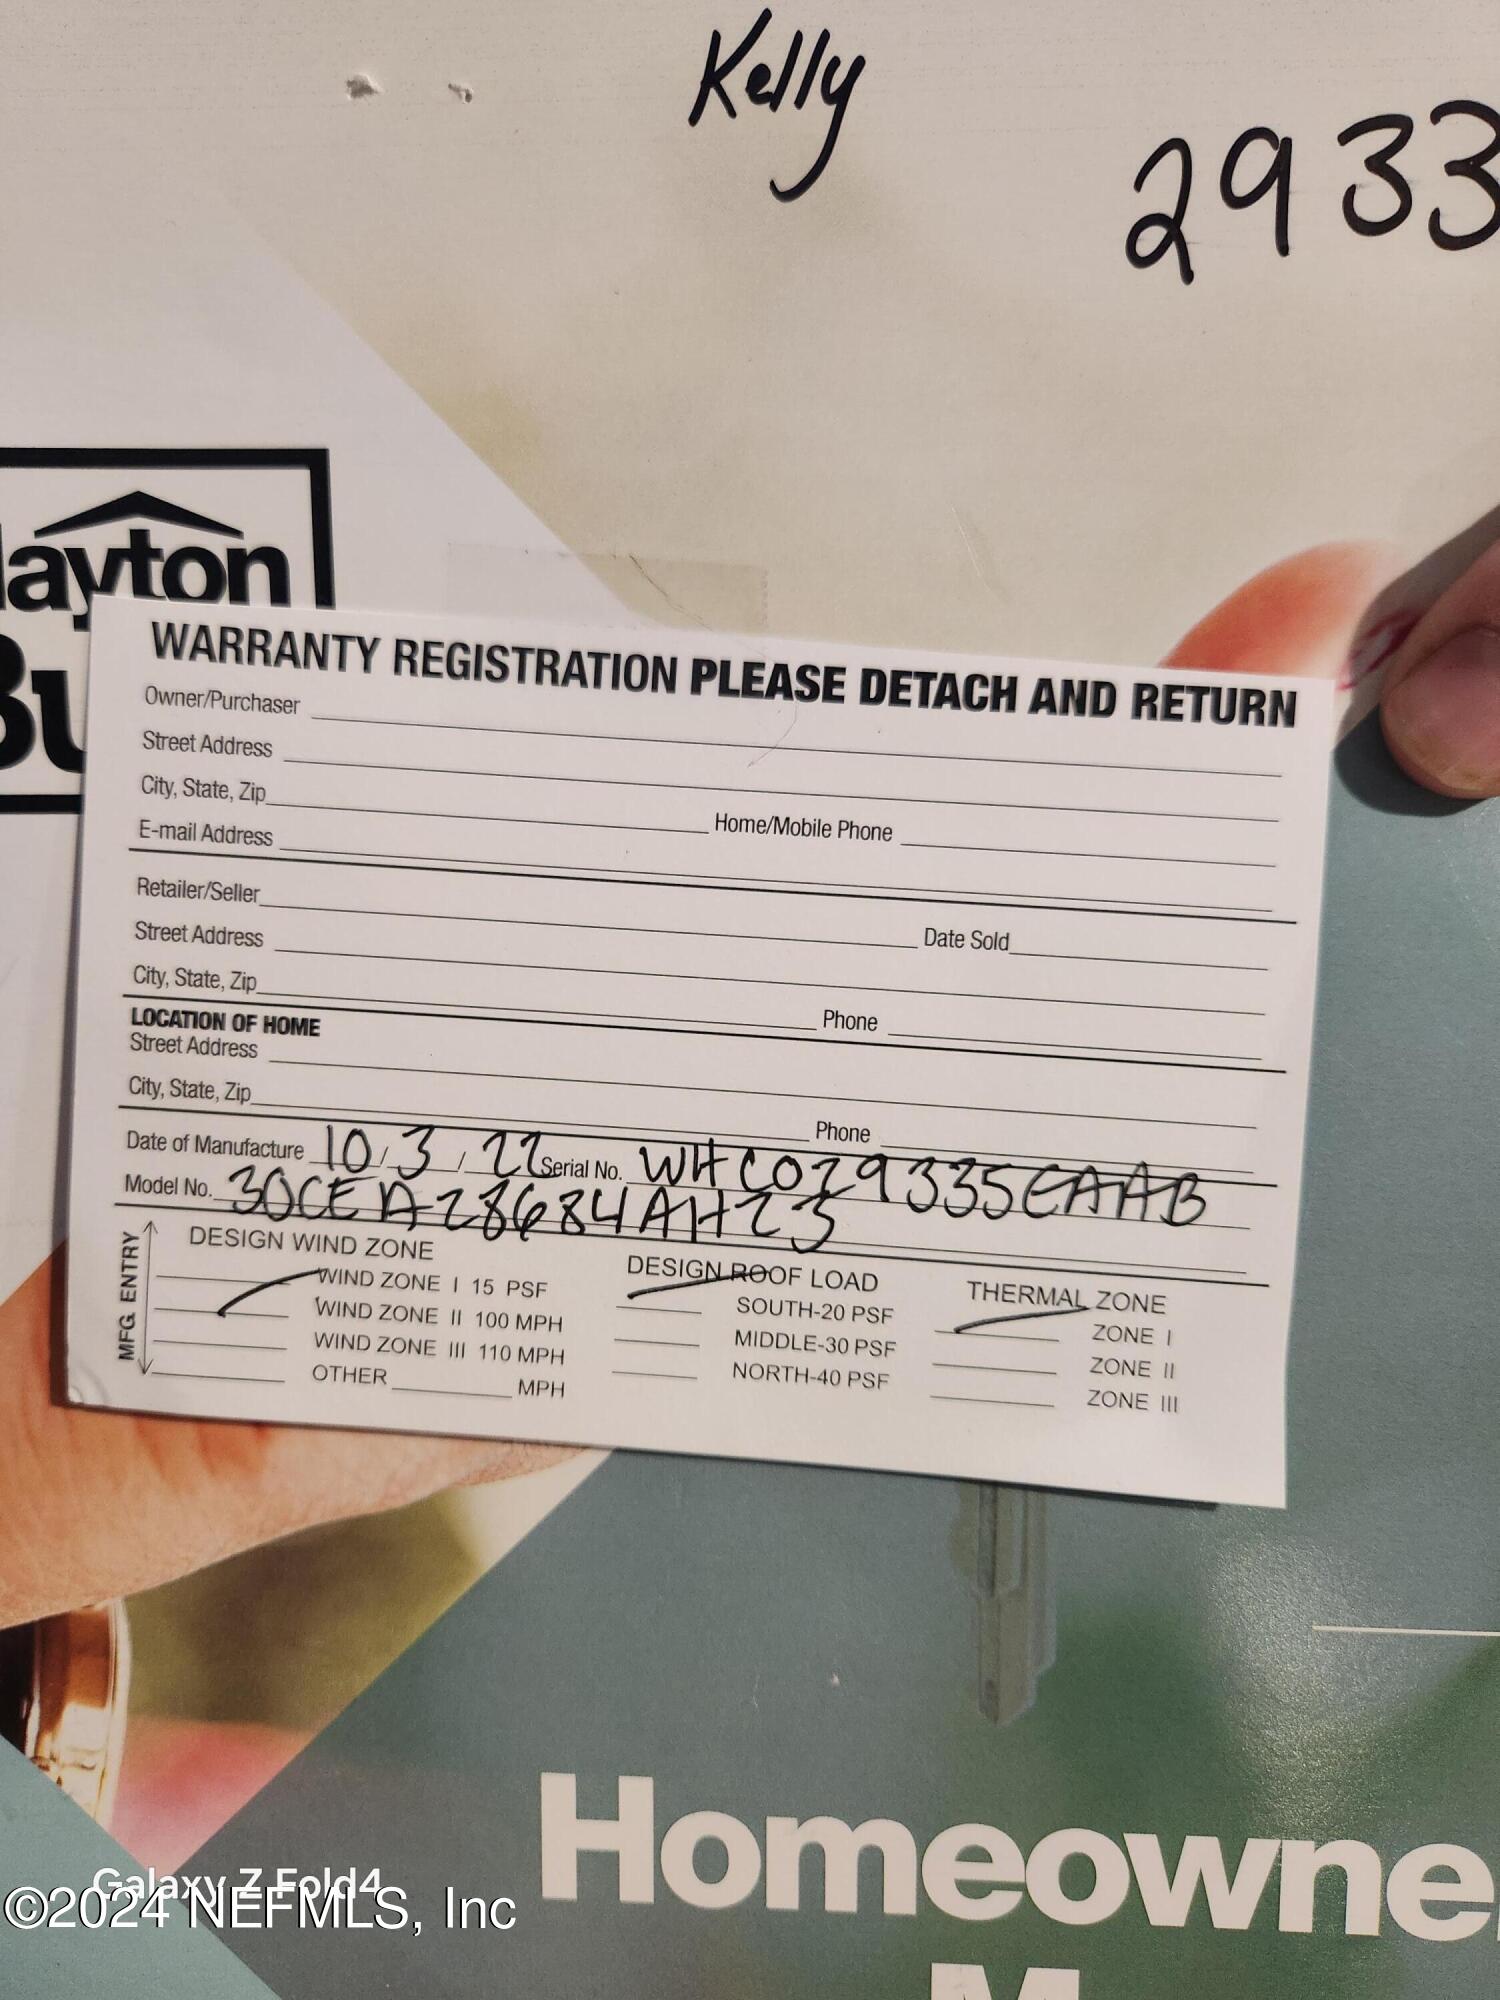 Kelly
2933
layton
Bu
WARRANTY REGISTRATION PLEASE DETACH AND RETURN
Owner/Purchaser
Street Address
City, State, Zip Home/Mobile Phone
E-mail Address
Retailer/Seller Date Sold
Street Address
City, State, Zip Phone
LOCATION OF HOME
Street Address
City, State, Zip Phone
Date of Manufacture 10/3/22 Serial No. WHC029335GAAB
Model No. 30CEA28684AH23
MFG. ENTRY
DESIGN WIND ZONE
WIND ZONE I 15 PSF
WIND ZONE II 100 MPH
WIND ZONE III 110 MPH
OTHER MPH
DESIGN ROOF LOAD
SOUTH-20 PSF
MIDDLE-30 PSF
NORTH-40 PSF
THERMAL ZONE
ZONE I
ZONE II
ZONE III
Homeowne
Galaxy Z Fold4
©2024 NEFMLS, Inc